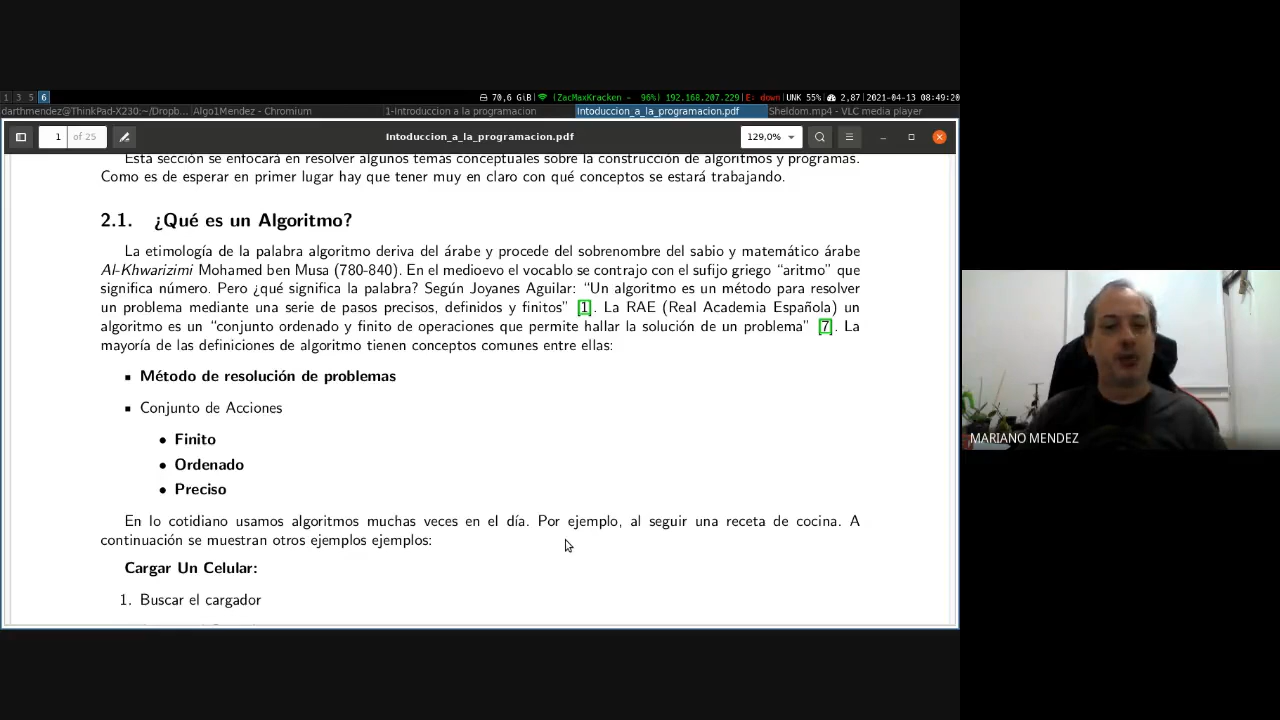 1 3 5 6
70,6 GiB| (ZacMaxKracken - 96%) 192.168.207.229|E: down|UNK 55%| 2,87|2021-04-13 08:49:20
darthmendez@ThinkPad-X230:~/Dropb... Algo1Mendez - Chromium 1-Introduccion a la programacion Intoduccion_a_la_programacion.pdf Sheldom.mp4 - VLC media player
1 of 25 Intoduccion_a_la_programacion.pdf 129,0%
Esta sección se enfocará en resolver algunos temas conceptuales sobre la construcción de algoritmos y programas.
Como es de esperar en primer lugar hay que tener muy en claro con qué conceptos se estará trabajando.
2.1. ¿Qué es un Algoritmo?
La etimología de la palabra algoritmo deriva del árabe y procede del sobrenombre del sabio y matemático árabe
Al-Khwarizimi Mohamed ben Musa (780-840). En el medioevo el vocablo se contrajo con el sufijo griego “aritmo” que
significa número. Pero ¿qué significa la palabra? Según Joyanes Aguilar: “Un algoritmo es un método para resolver
un problema mediante una serie de pasos precisos, definidos y finitos” [1]. La RAE (Real Academia Española) un
algoritmo es un “conjunto ordenado y finito de operaciones que permite hallar la solución de un problema” [7]. La
mayoría de las definiciones de algoritmo tienen conceptos comunes entre ellas:
▪ Método de resolución de problemas
▪ Conjunto de Acciones
• Finito
• Ordenado
• Preciso
En lo cotidiano usamos algoritmos muchas veces en el día. Por ejemplo, al seguir una receta de cocina. A
continuación se muestran otros ejemplos ejemplos:
Cargar Un Celular:
1. Buscar el cargador
MARIANO MENDEZ